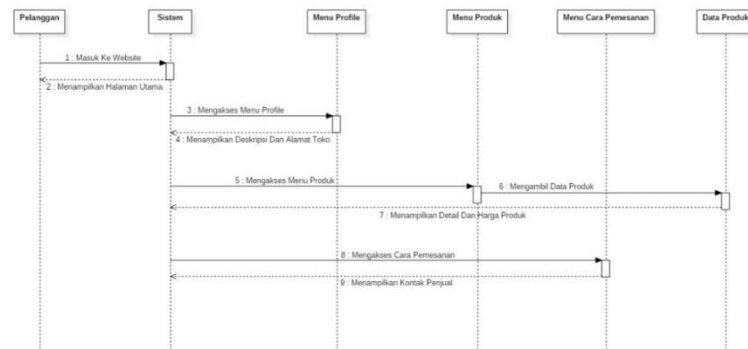 Pelanggan
Sistem
Menu Profile
Menu Produk
Menu Cara Pemesanan
Data Produk
1 : Masuk Ke Website
2 : Menampilkan Halaman Utama
3 : Mengakses Menu Profile
4 : Menampilkan Deskripsi Dan Alamat Toko
5 : Mengakses Menu Produk
6 : Mengambil Data Produk
7 : Menampilkan Detail Dan Harga Produk
8 : Mengakses Cara Pemesanan
9 : Menampilkan Kontak Penjual